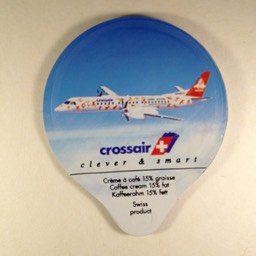 crossair
clever & smart
Crème à café 15% graisse
Coffee cream 15% fat
Kaffeerahm 15% fett
Swiss
product